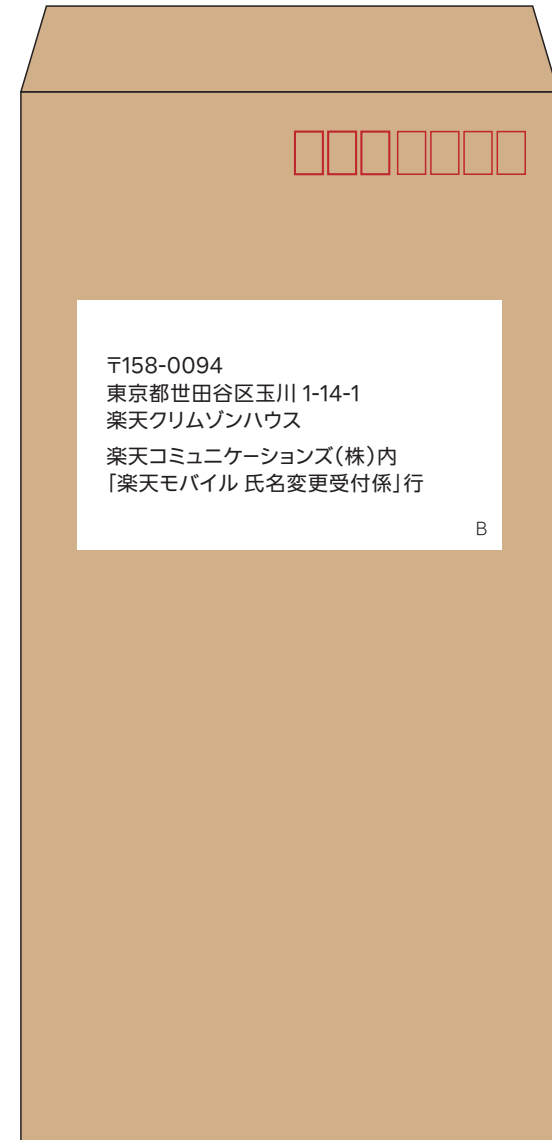 〒158-0094
東京都世田谷区玉川 1-14-1
楽天クリムゾンハウス
楽天コミュニケーションズ(株)内
「楽天モバイル 氏名変更受付係」行
B